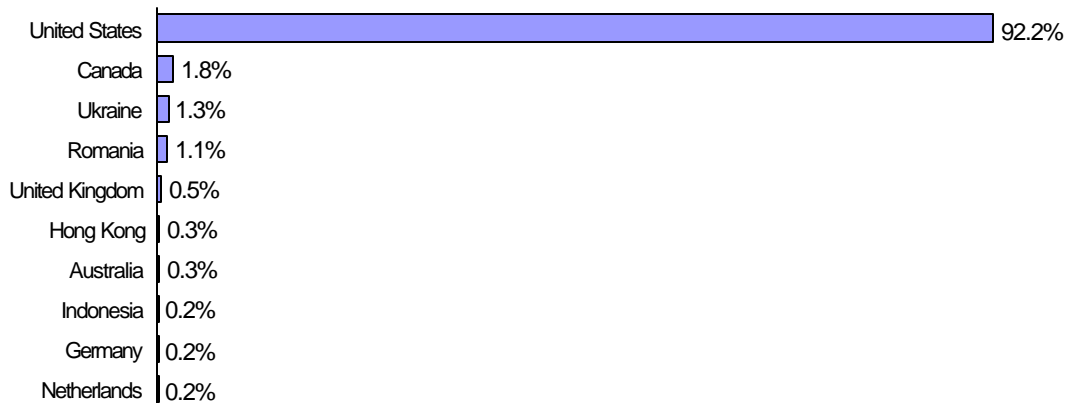 United States 92.2%
Canada 1.8%
Ukraine 1.3%
Romania 1.1%
United Kingdom 0.5%
Hong Kong 0.3%
Australia 0.3%
Indonesia 0.2%
Germany 0.2%
Netherlands 0.2%